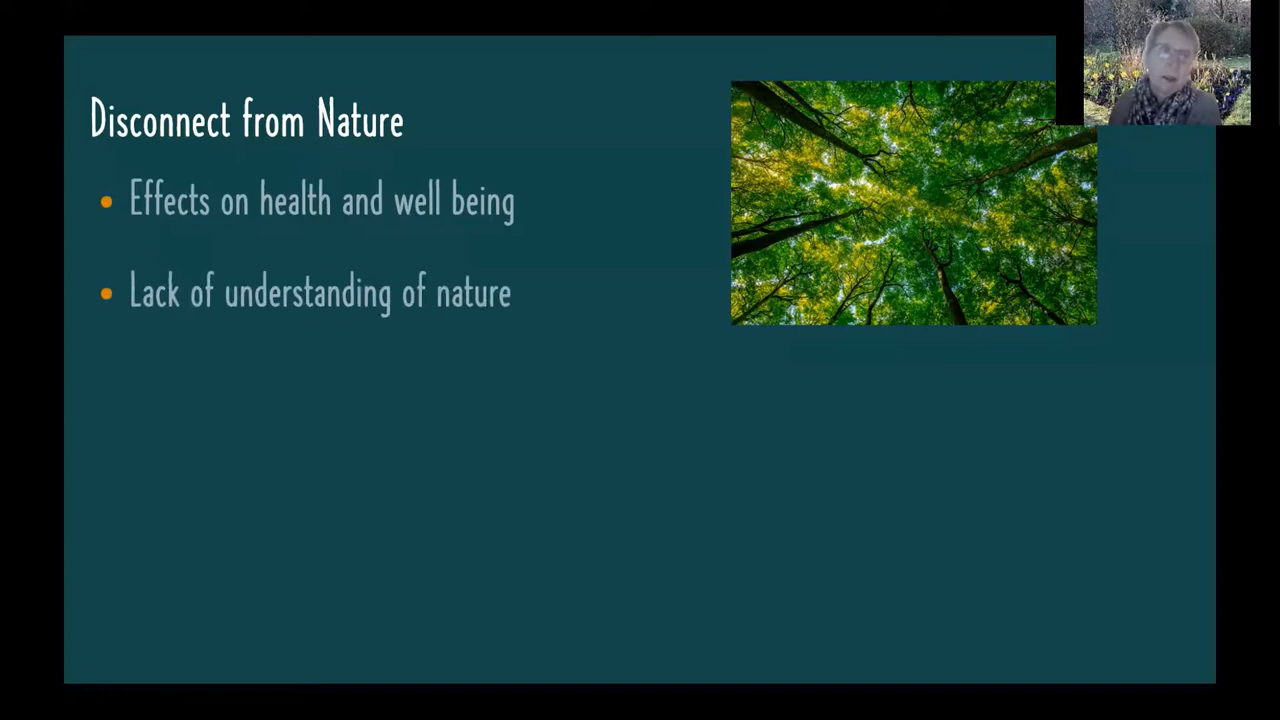 Disconnect from Nature
Effects on health and well being
Lack of understanding of nature